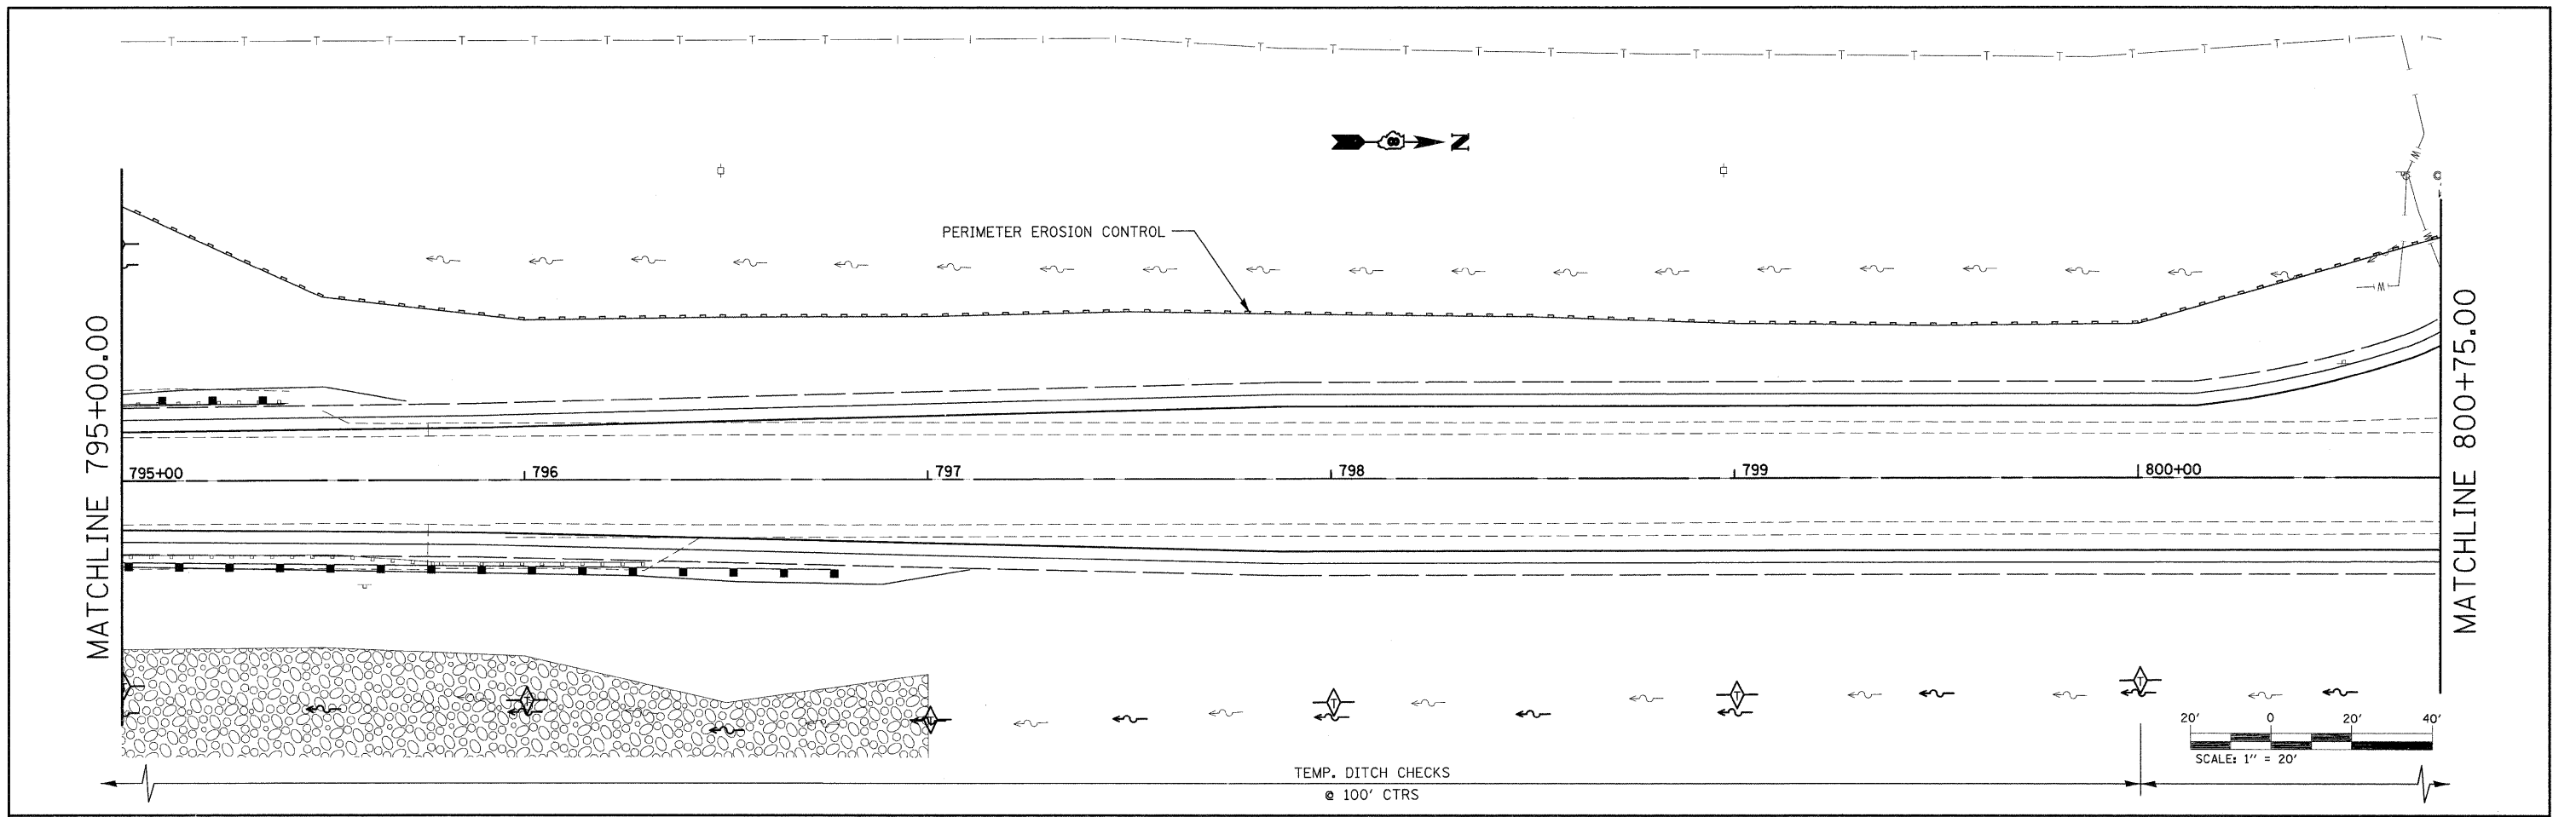 T T T T T T T T T T T T T T T T T T T T T T T T
N
W
PERIMETER EROSION CONTROL
W
W
MATCHLINE 795+00.00
MATCHLINE 800+75.00
795+00 796 797 798 799 800+00
T T T T T
20' 0 20' 40'
SCALE: 1" = 20'
TEMP. DITCH CHECKS
@ 100' CTRS